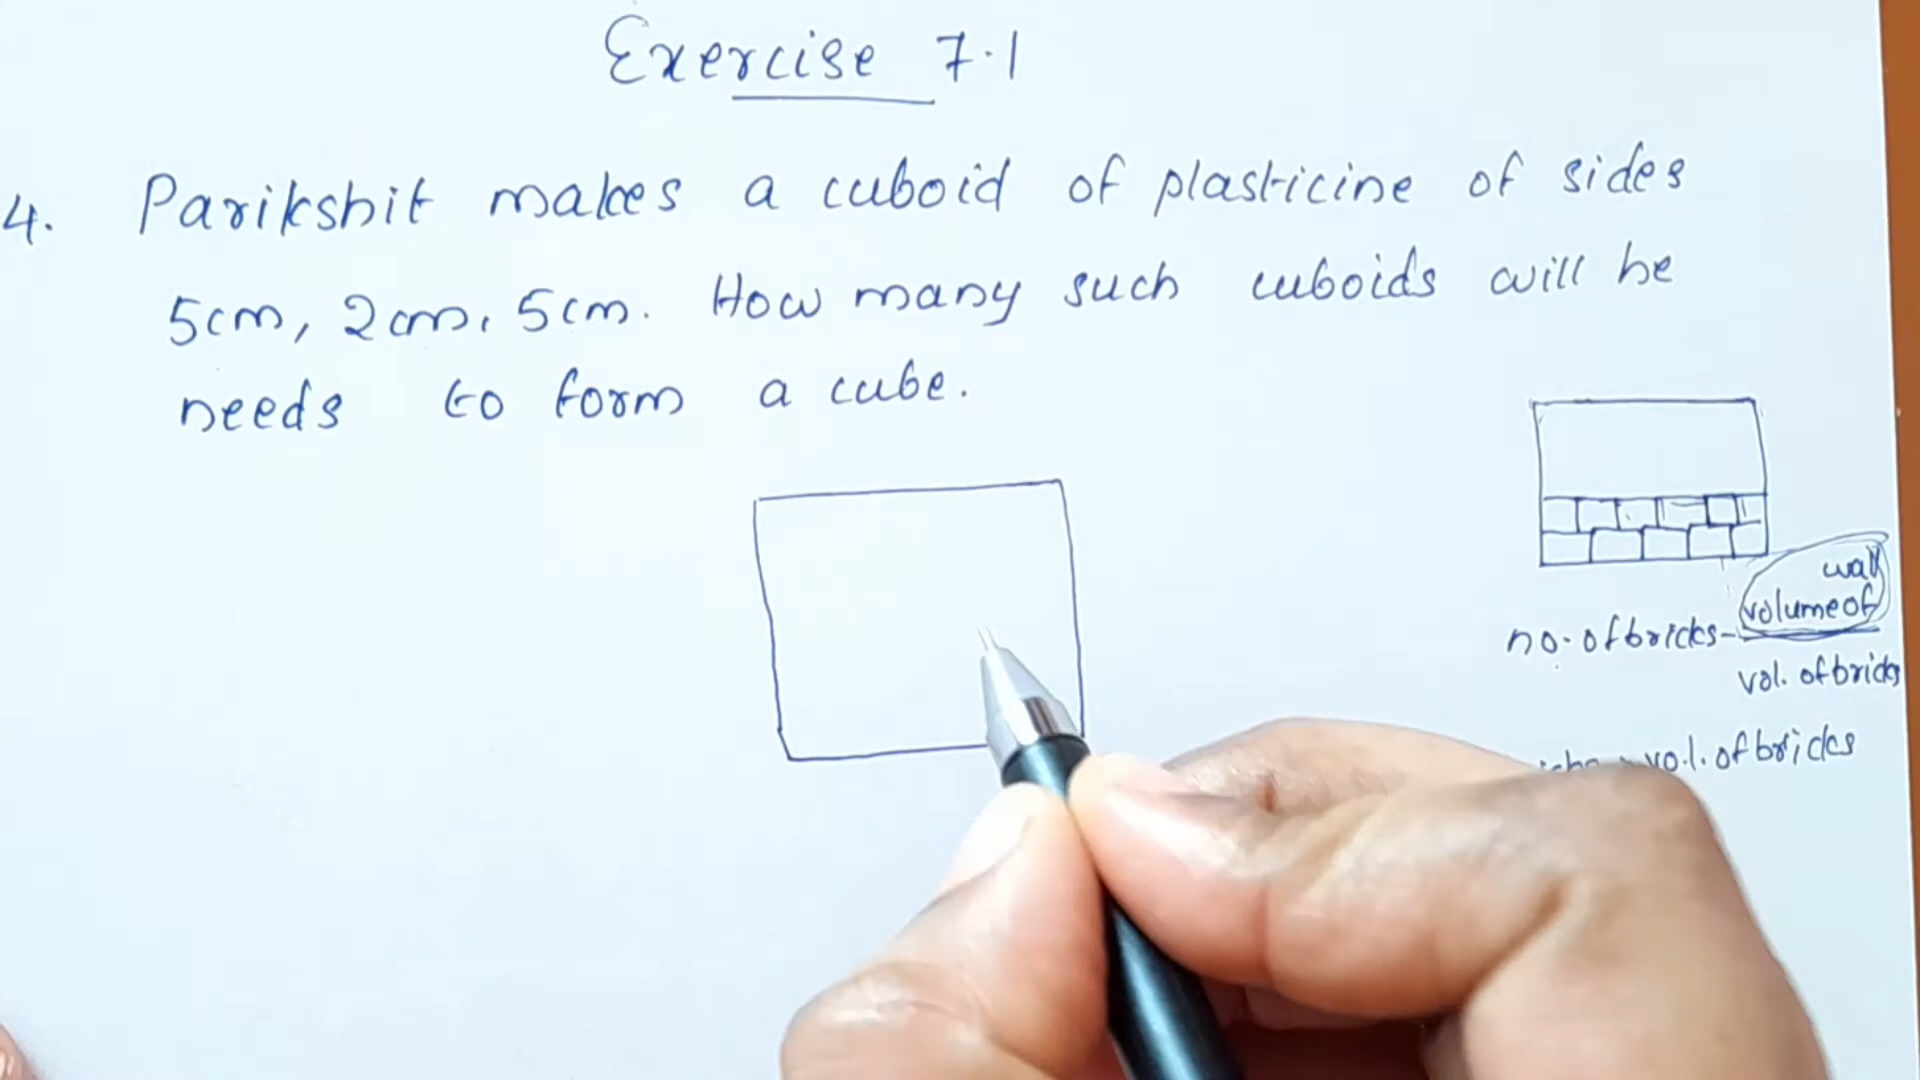 Exercise 7.1
4. Parikshit makes a cuboid of plasticine of sides
5cm, 2cm, 5cm. How many such cuboids will be
needs to form a cube.
wall
no. of bricks - volume of
vol. of bricks
vol. of bricks